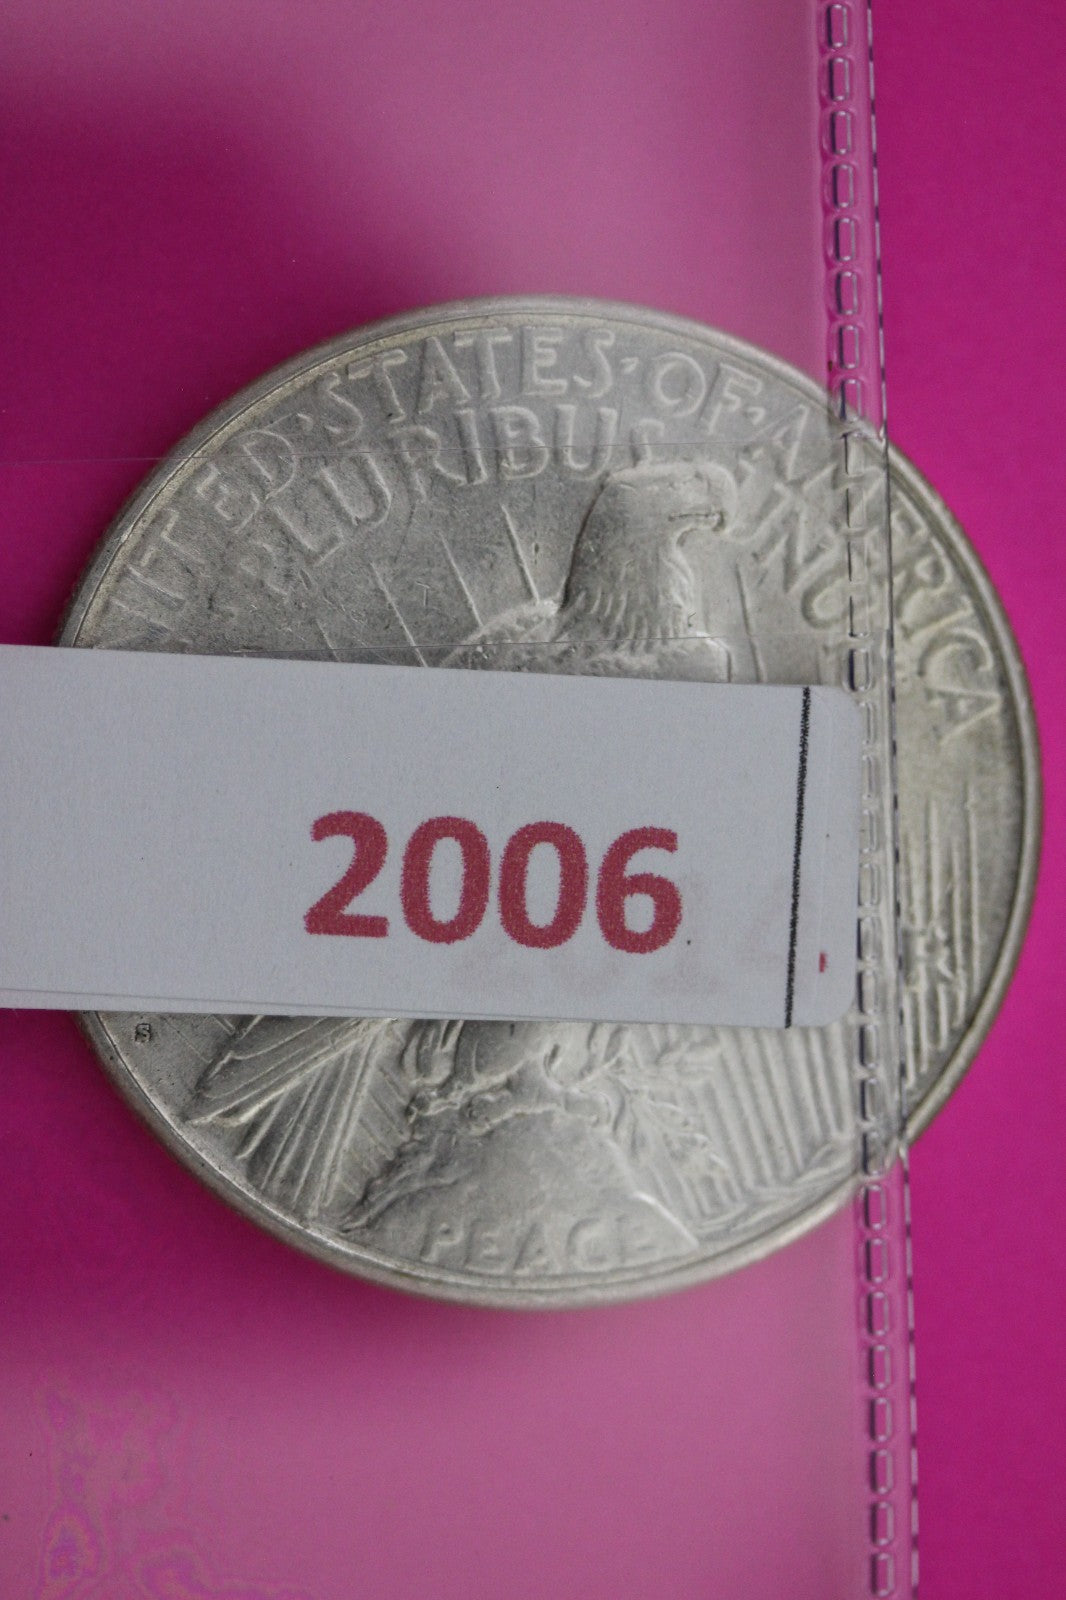 UNITED·STATES·OF·AMERICA
PLURIBUS UNUM
2006
S
PEACE